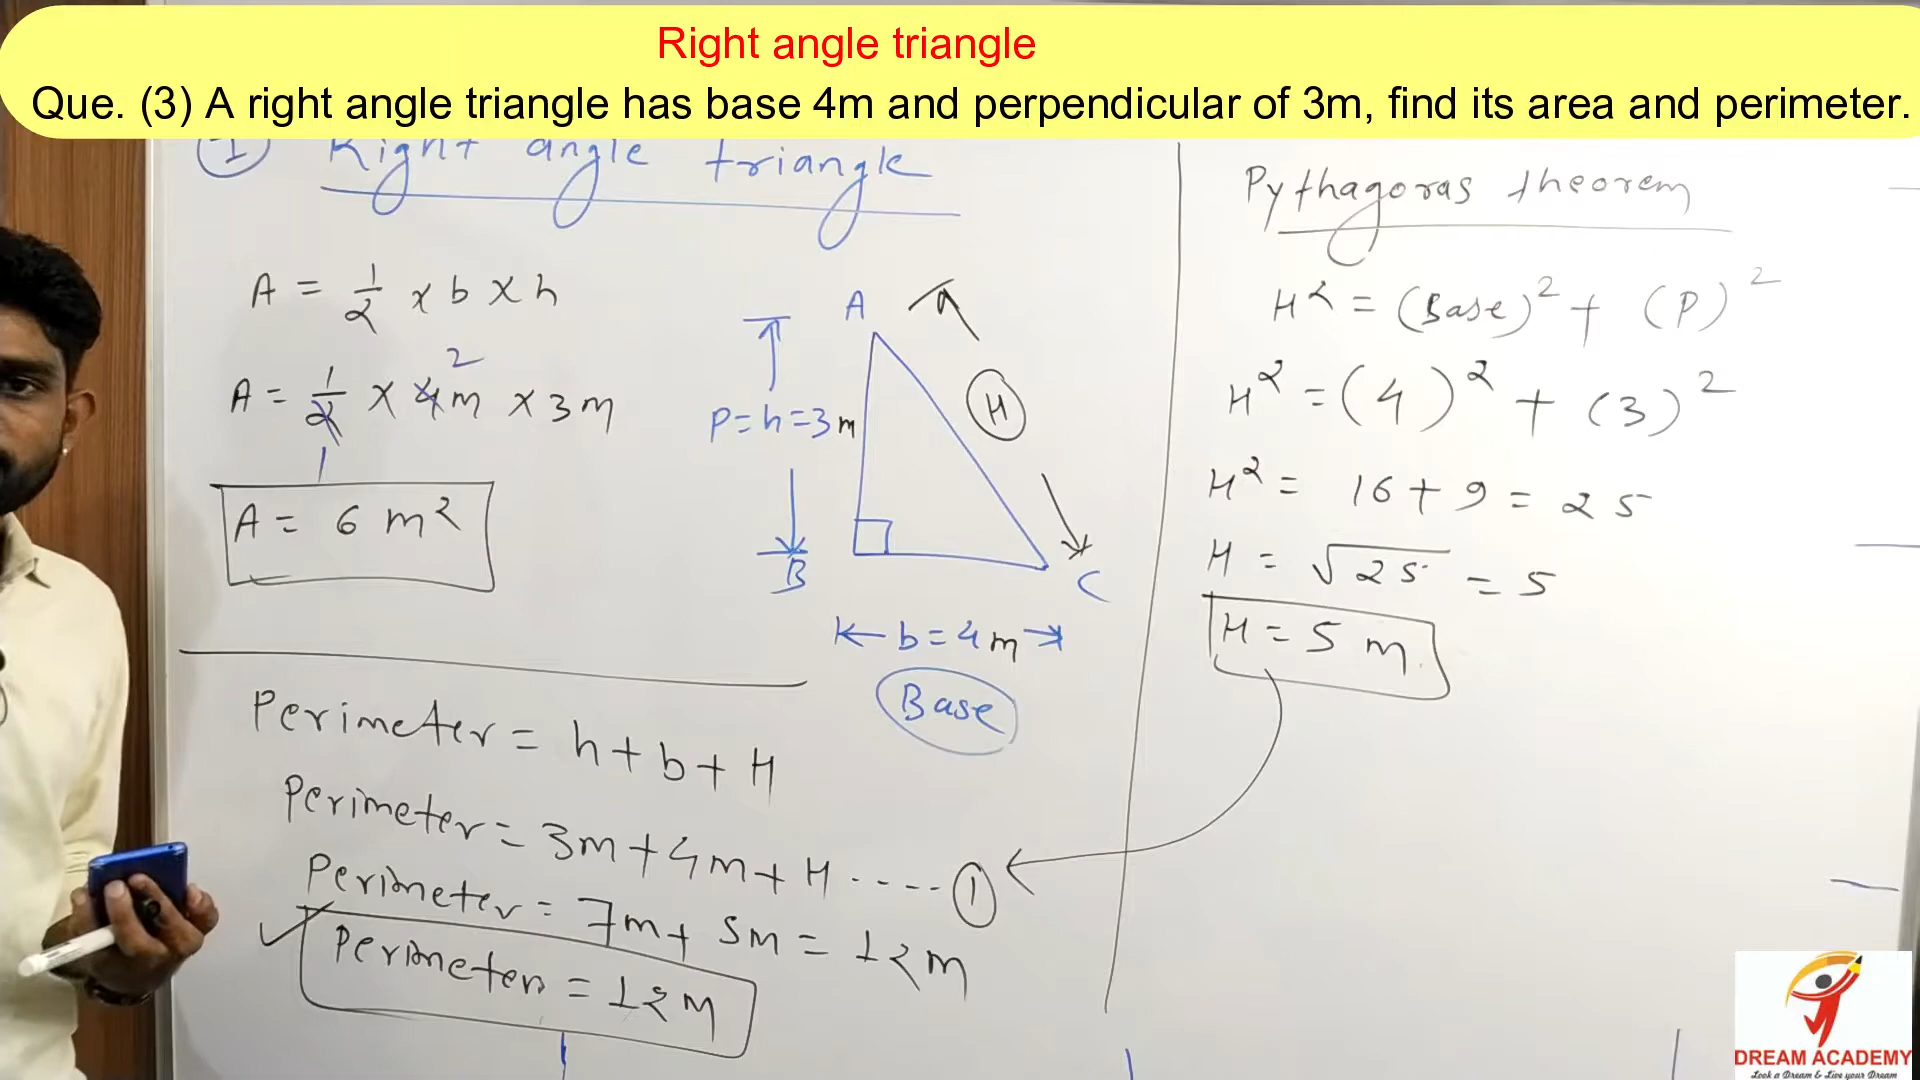 Right angle triangle
Que. (3) A right angle triangle has base 4m and perpendicular of 3m, find its area and perimeter.
① Right angle triangle
A = 1/2 × b × h
A = 1/2 × 4m × 3m
2
1
A = 6 m²
A
H
P=h=3m
B
C
b=4m
Base
Perimeter = h+b+H
Perimeter = 3m+4m+H ---- ①
Perimeter = 7m+ 5m = 12m
Perimeter = 12m
Pythagoras theorem
H² = (Base)² + (P)²
H² = (4)² + (3)²
H² = 16+9 = 25
H = √25 = 5
H = 5 m
DREAM ACADEMY
Look a Dream & Live your Dream